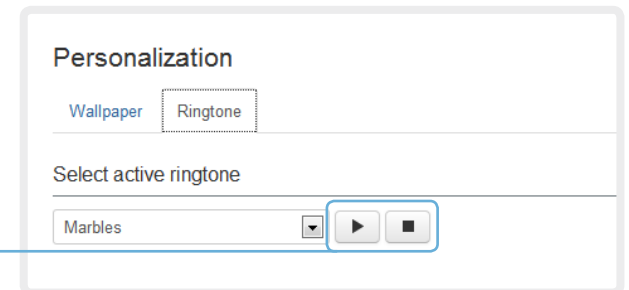 Personalization
Wallpaper Ringtone
Select active ringtone
Marbles